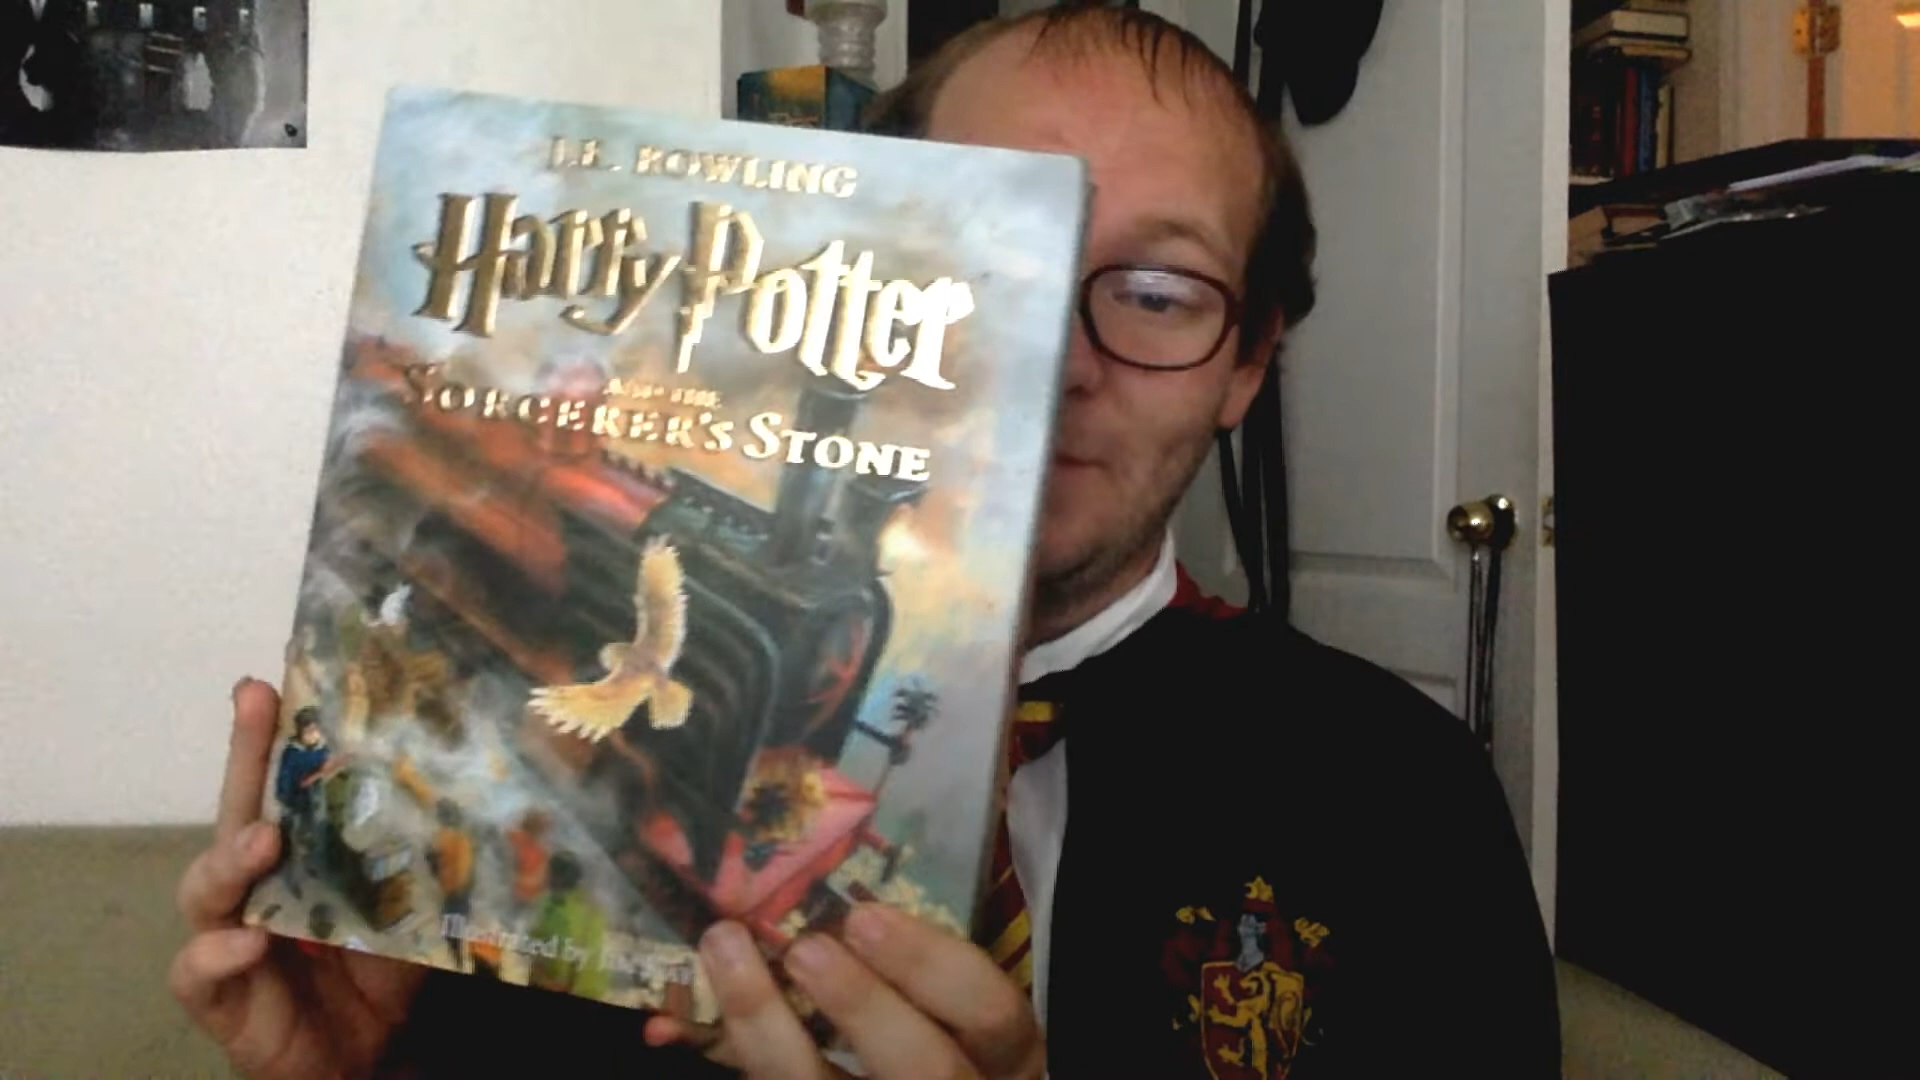 J.K. ROWLING
Harry Potter
AND THE
SORCERER'S STONE
Illustrated by